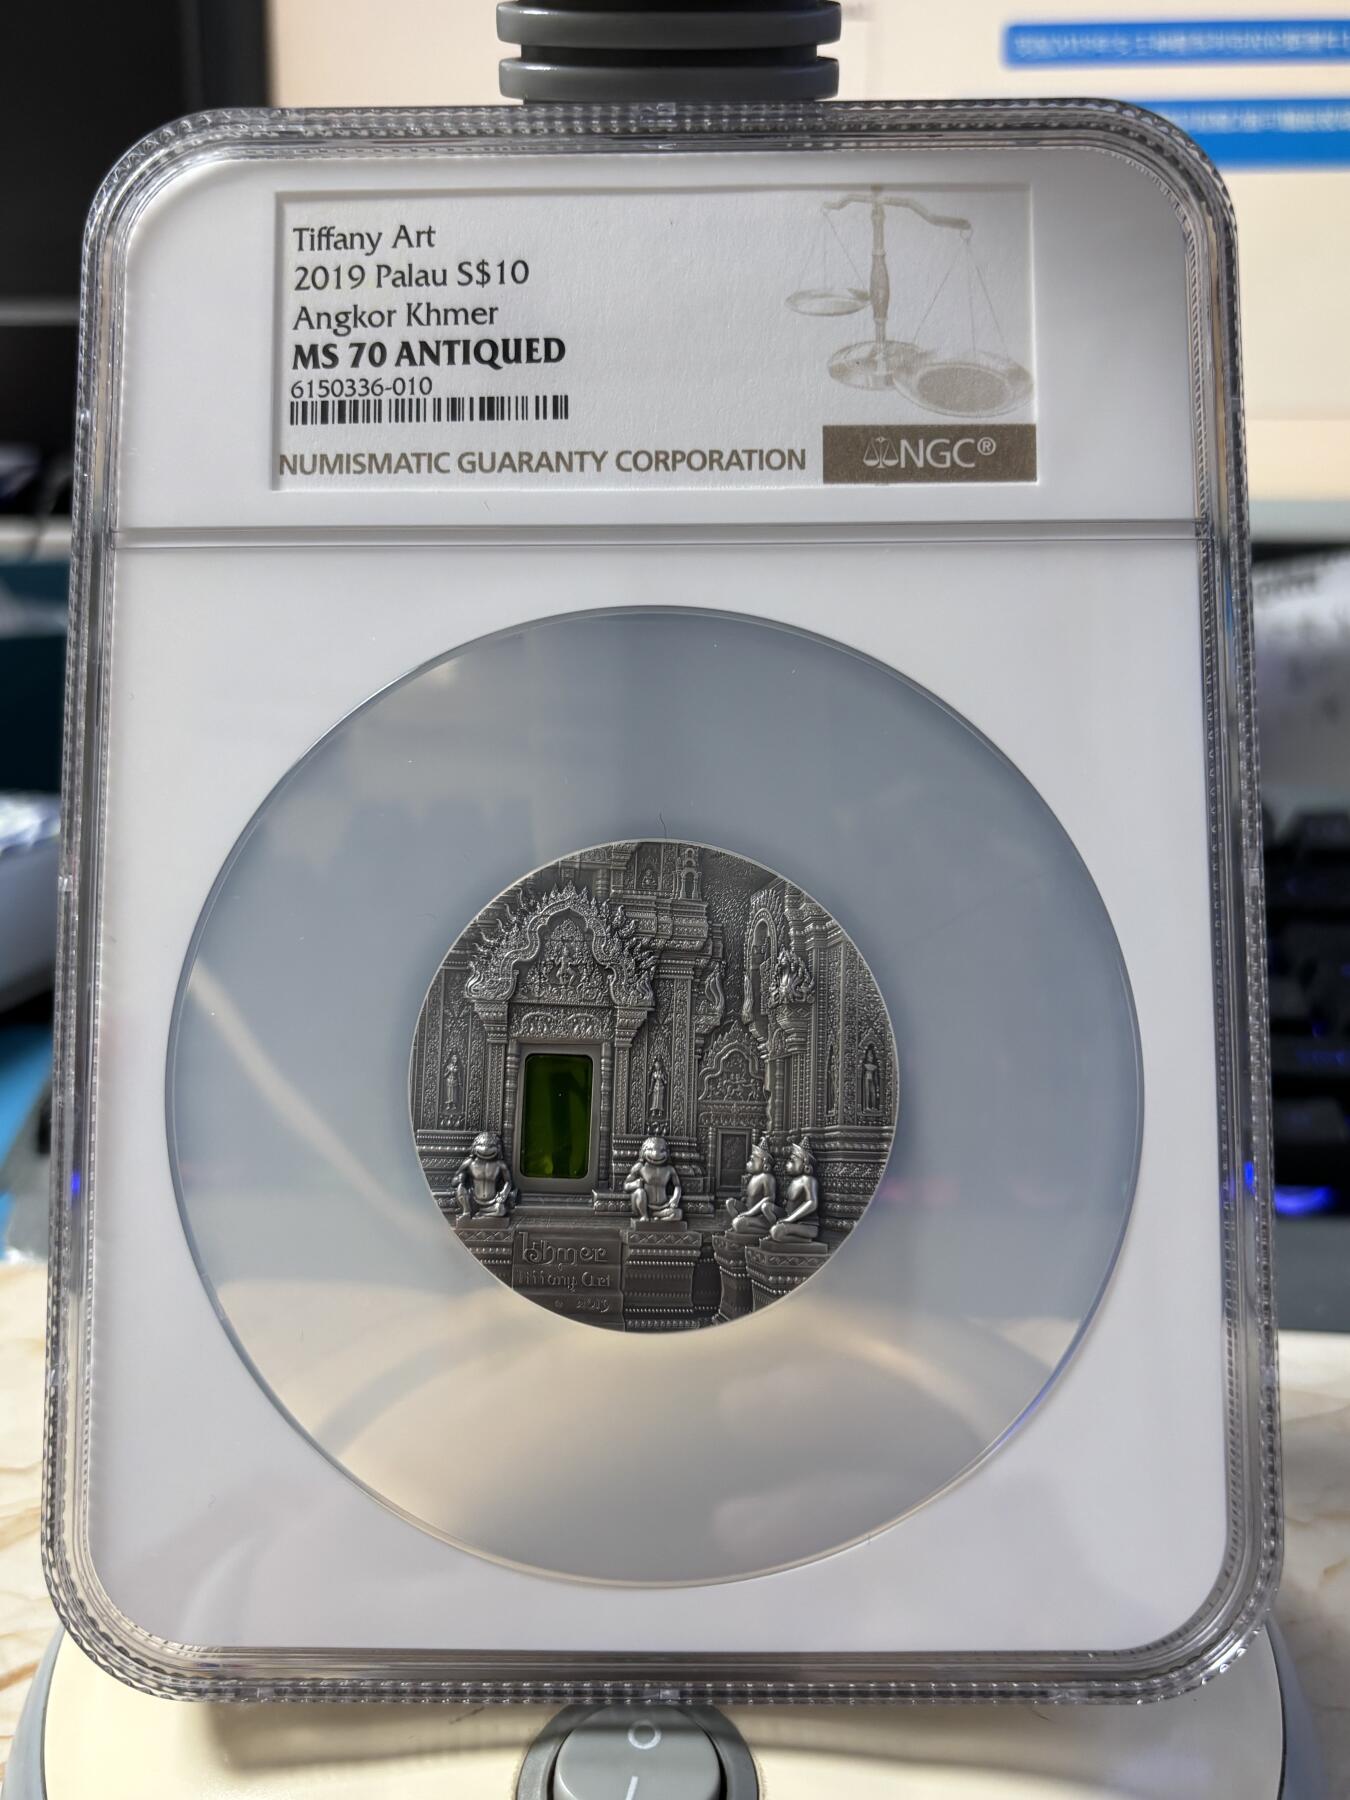 Tiffany Art
2019 Palau S$10
Angkor Khmer
MS 70 ANTIQUED
6150336-010
NUMISMATIC GUARANTY CORPORATION
NGC®
Khmer
Tiffany Art
2019